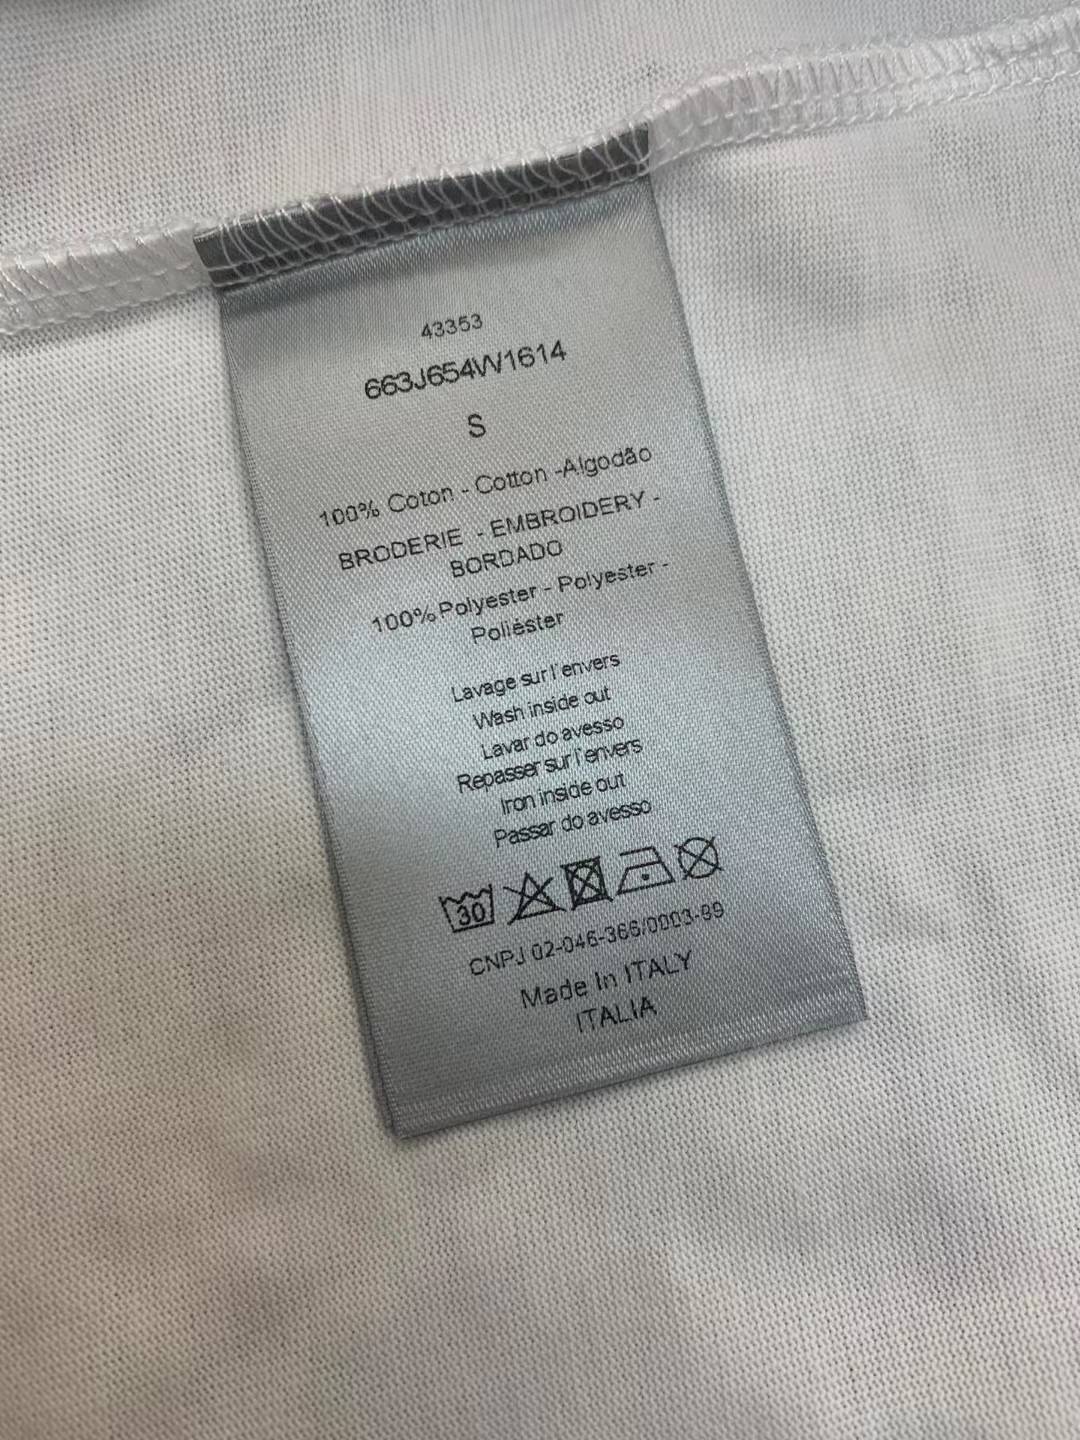 43353
663J654W1614
S
100% Coton - Cotton -Algodão
BRODERIE - EMBROIDERY -
BORDADO
100% Polyester - Polyester -
Poliéster
Lavage sur l'envers
Wash inside out
Lavar do avesso
Repasser sur l'envers
Iron inside out
Passar do avesso
30
CNPJ 02-046-366/0003-99
Made In ITALY
ITALIA